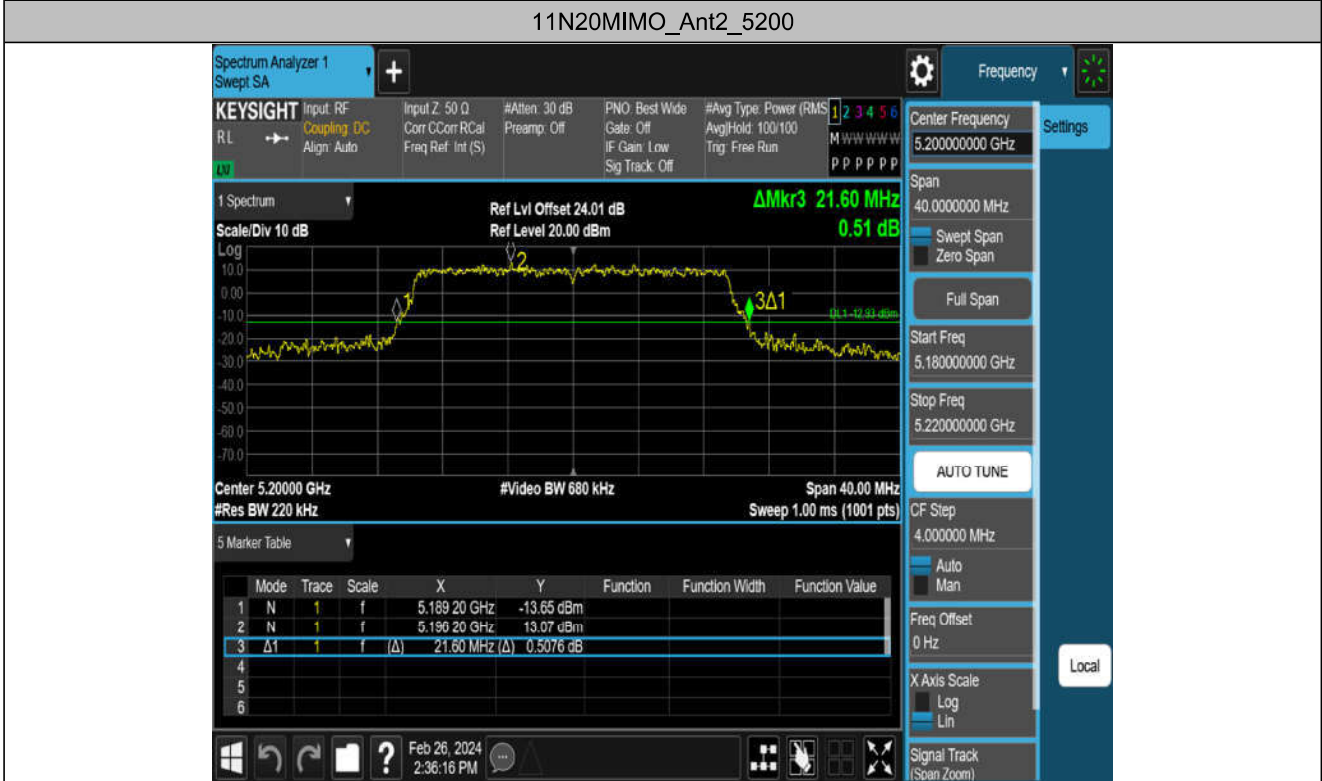 11N20MIMO_Ant2_5200
Spectrum Analyzer 1
Swept SA
+
Frequency
KEYSIGHT
RL
Input: RF
Coupling: DC
Align: Auto
Input Z: 50 Ω
Corr CCorr RCal
Freq Ref: Int (S)
#Atten: 30 dB
Preamp: Off
PNO: Best Wide
Gate: Off
IF Gain: Low
Sig Track: Off
#Avg Type: Power (RMS
Avg|Hold: 100/100
Trig: Free Run
1 2 3 4 5 6
M W W W W W
P P P P P P
Center Frequency
5.200000000 GHz
Settings
Span
40.0000000 MHz
Swept Span
Zero Span
Full Span
Start Freq
5.180000000 GHz
Stop Freq
5.220000000 GHz
AUTO TUNE
CF Step
4.000000 MHz
Auto
Man
Freq Offset
0 Hz
X Axis Scale
Log
Lin
Signal Track
(Span Zoom)
Local
1 Spectrum
Scale/Div 10 dB
Ref Lvl Offset 24.01 dB
Ref Level 20.00 dBm
ΔMkr3 21.60 MHz
0.51 dB
Log
10.0
0.00
-10.0
-20.0
-30.0
-40.0
-50.0
-60.0
-70.0
1
2
3Δ1
DL1 -12.93 dBm
Center 5.20000 GHz
#Video BW 680 kHz
Span 40.00 MHz
#Res BW 220 kHz
Sweep 1.00 ms (1001 pts)
5 Marker Table
Mode Trace Scale X Y Function Function Width Function Value
1 N 1 f 5.189 20 GHz -13.65 dBm
2 N 1 f 5.196 20 GHz 13.07 dBm
3 Δ1 1 f (Δ) 21.60 MHz (Δ) 0.5076 dB
4
5
6
?
Feb 26, 2024
2:36:16 PM